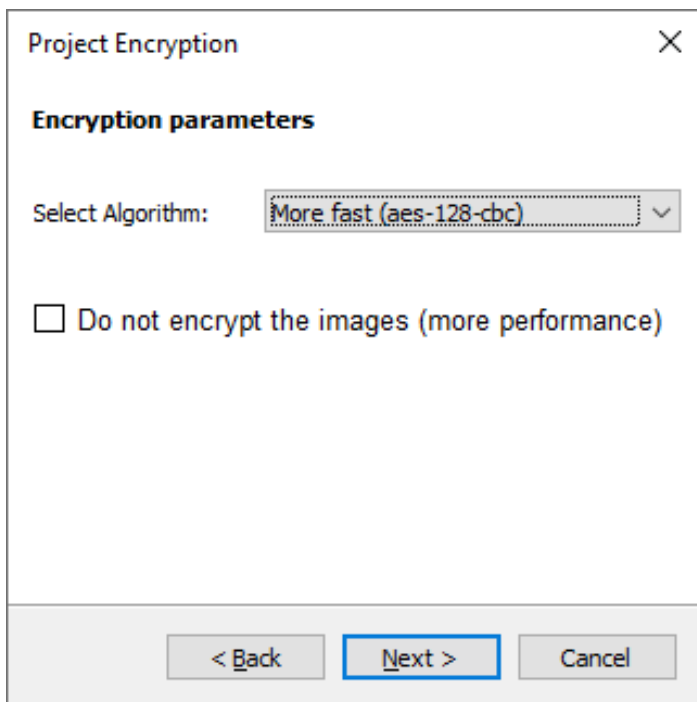 Project Encryption
Encryption parameters
Select Algorithm: More fast (aes-128-cbc)
Do not encrypt the images (more performance)
< Back Next > Cancel